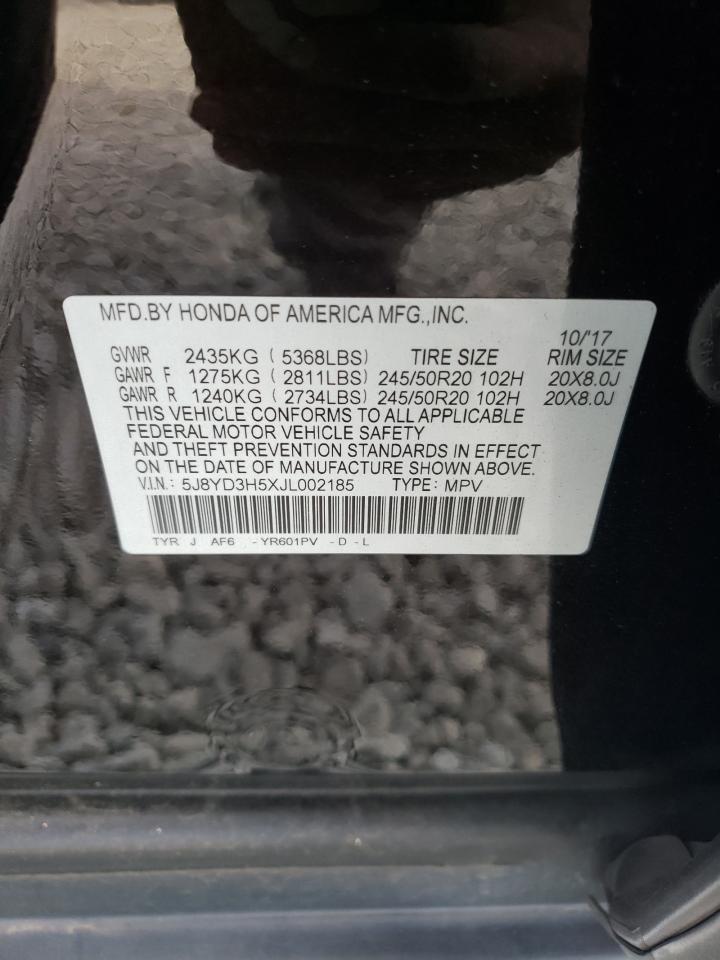 MFD.BY HONDA OF AMERICA MFG.,INC.
10/'17
GVWR 2435KG ( 5368LBS) TIRE SIZE RIM SIZE
GAWR F 1275KG ( 2811LBS) 245/50R20 102H 20X8.0J
GAWR R 1240KG ( 2734LBS) 245/50R20 102H 20X8.0J
THIS VEHICLE CONFORMS TO ALL APPLICABLE
FEDERAL MOTOR VEHICLE SAFETY
AND THEFT PREVENTION STANDARDS IN EFFECT
ON THE DATE OF MANUFACTURE SHOWN ABOVE.
V.I.N.: 5J8YD3H5XJL002185 TYPE: MPV
TYR J AF6 -YR601PV -D -L